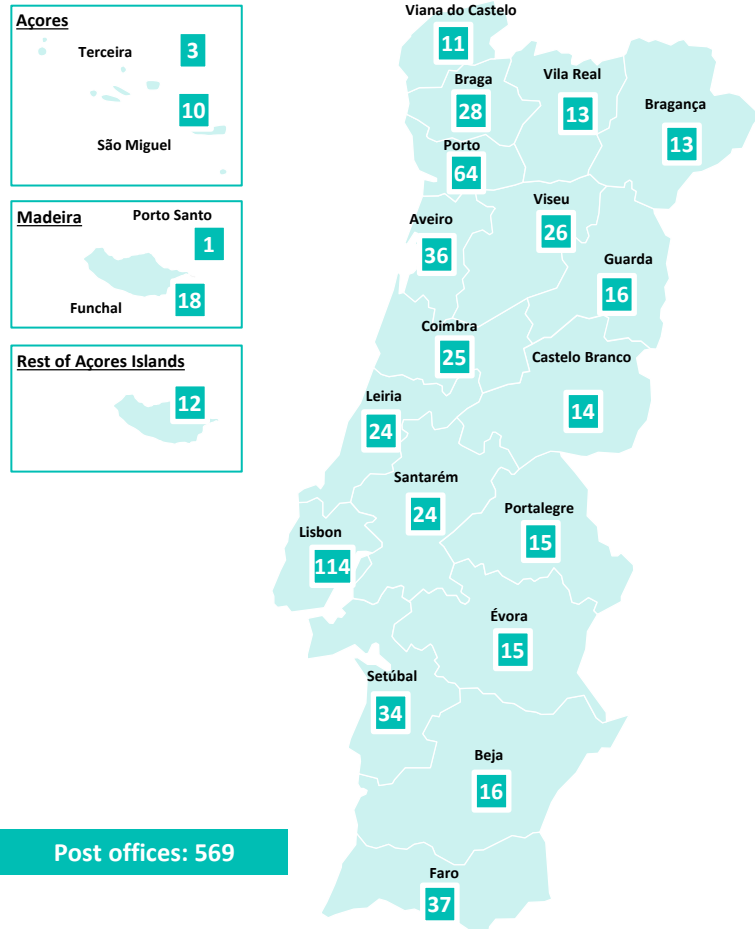 Açores
Terceira
3
10
São Miguel
Madeira
Porto Santo
1
18
Funchal
Rest of Açores Islands
12
Viana do Castelo
11
Braga
28
Vila Real
13
Bragança
13
Porto
64
Viseu
26
Aveiro
36
Guarda
16
Coimbra
25
Castelo Branco
14
Leiria
24
Santarém
24
Portalegre
15
Lisbon
114
Évora
15
Setúbal
34
Beja
16
Post offices: 569
Faro
37